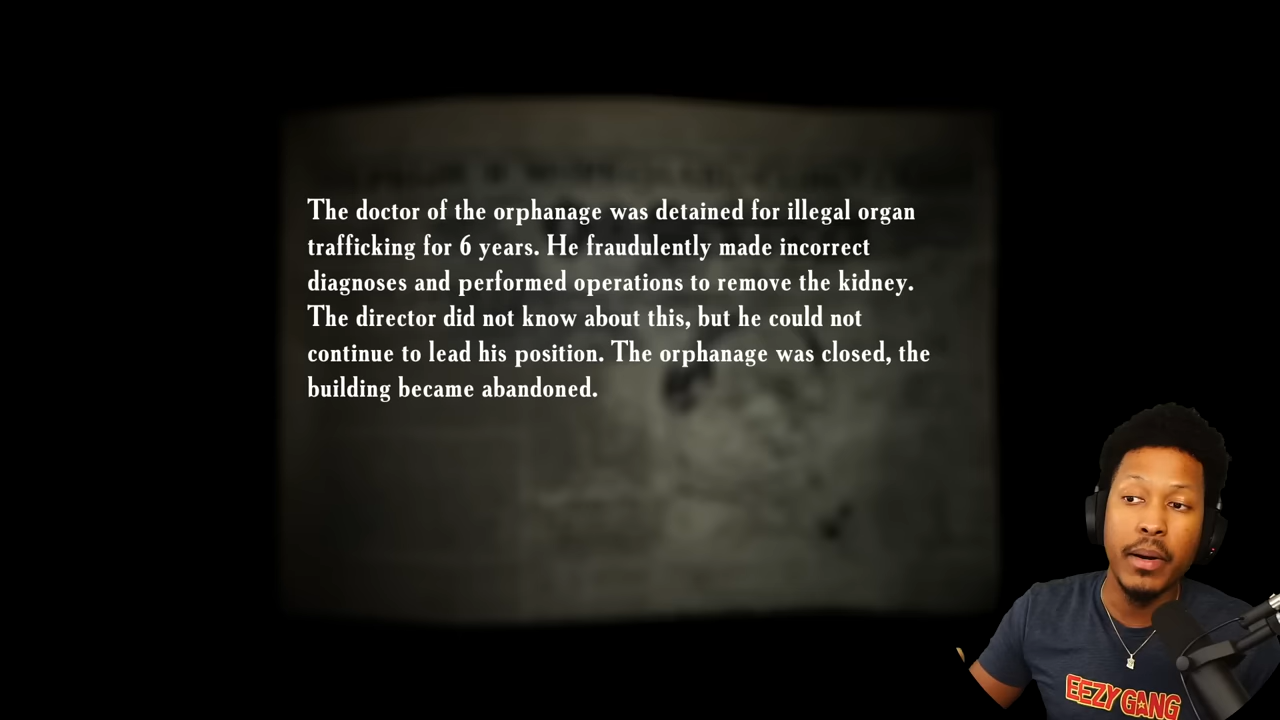 The doctor of the orphanage was detained for illegal organ
trafficking for 6 years. He fraudulently made incorrect
diagnoses and performed operations to remove the kidney.
The director did not know about this, but he could not
continue to lead his position. The orphanage was closed, the
building became abandoned.
EEZY GANG